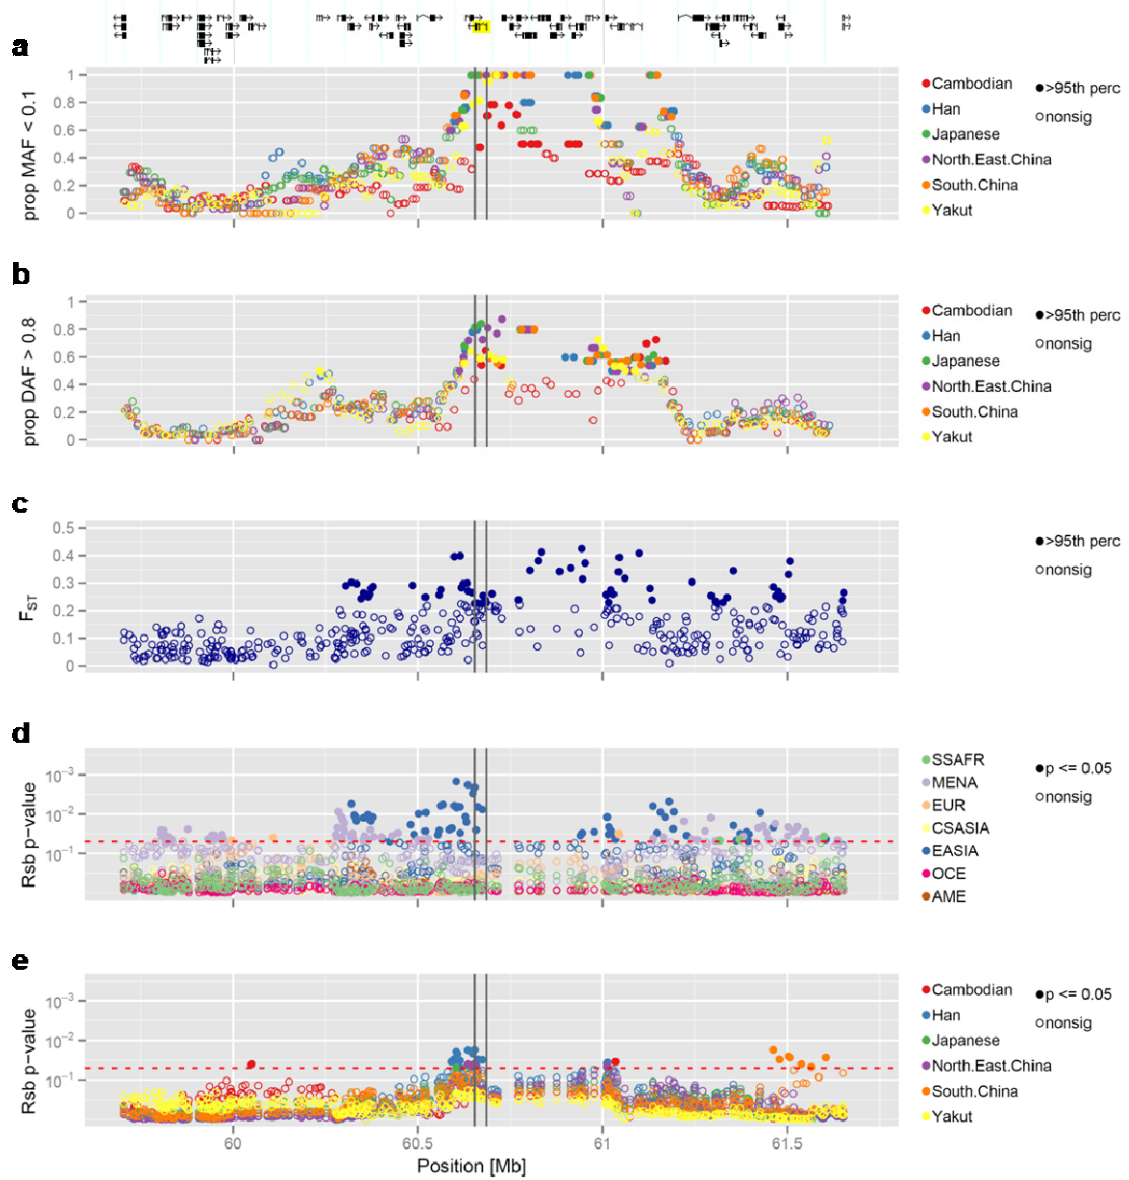 a
prop MAF < 0.1
1
0.8
0.6
0.4
0.2
0
Cambodian
Han
Japanese
North.East.China
South.China
Yakut
>95th perc
nonsig
b
prop DAF > 0.8
1
0.8
0.6
0.4
0.2
0
Cambodian
Han
Japanese
North.East.China
South.China
Yakut
>95th perc
nonsig
c
FST
0.5
0.4
0.3
0.2
0.1
0
>95th perc
nonsig
d
Rsb p-value
10−3
10−2
10−1
SSAFR
MENA
EUR
CSASIA
EASIA
OCE
AME
p <= 0.05
nonsig
e
Rsb p-value
10−3
10−2
10−1
Cambodian
Han
Japanese
North.East.China
South.China
Yakut
p <= 0.05
nonsig
60 60.5 61 61.5
Position [Mb]